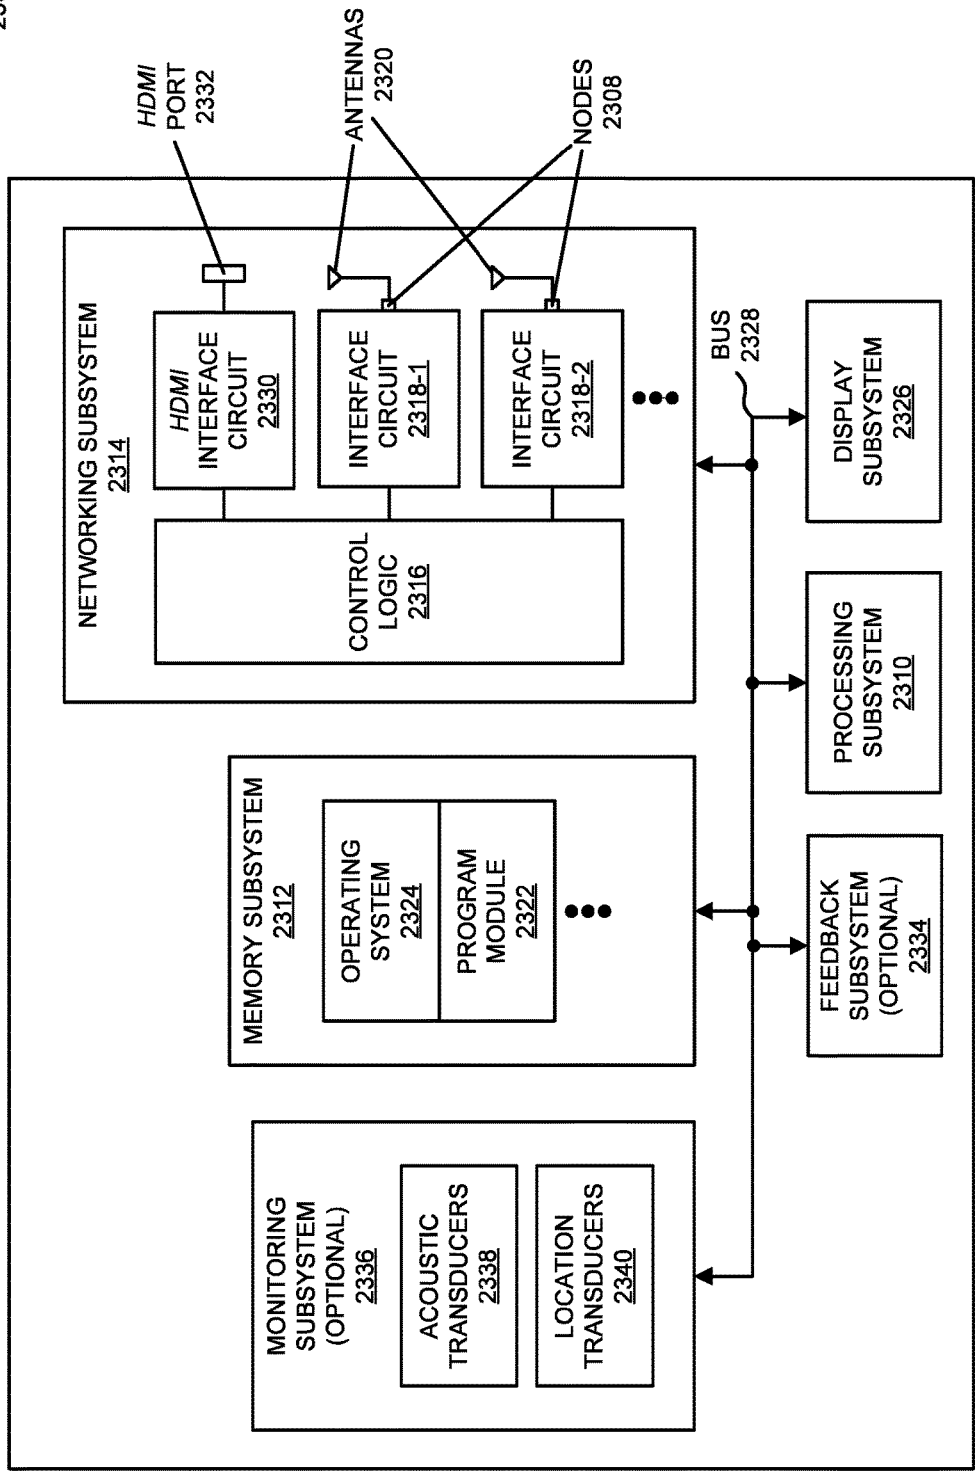 MONITORING
SUBSYSTEM
(OPTIONAL)
2336
ACOUSTIC
TRANSDUCERS
2338
LOCATION
TRANSDUCERS
2340
MEMORY SUBSYSTEM
2312
OPERATING
SYSTEM
2324
PROGRAM
MODULE
2322
NETWORKING SUBSYSTEM
2314
CONTROL
LOGIC
2316
HDMI
INTERFACE
CIRCUIT
2330
INTERFACE
CIRCUIT
2318-1
INTERFACE
CIRCUIT
2318-2
HDMI
PORT
2332
ANTENNAS
2320
NODES
2308
BUS
2328
FEEDBACK
SUBSYSTEM
(OPTIONAL)
2334
PROCESSING
SUBSYSTEM
2310
DISPLAY
SUBSYSTEM
2326